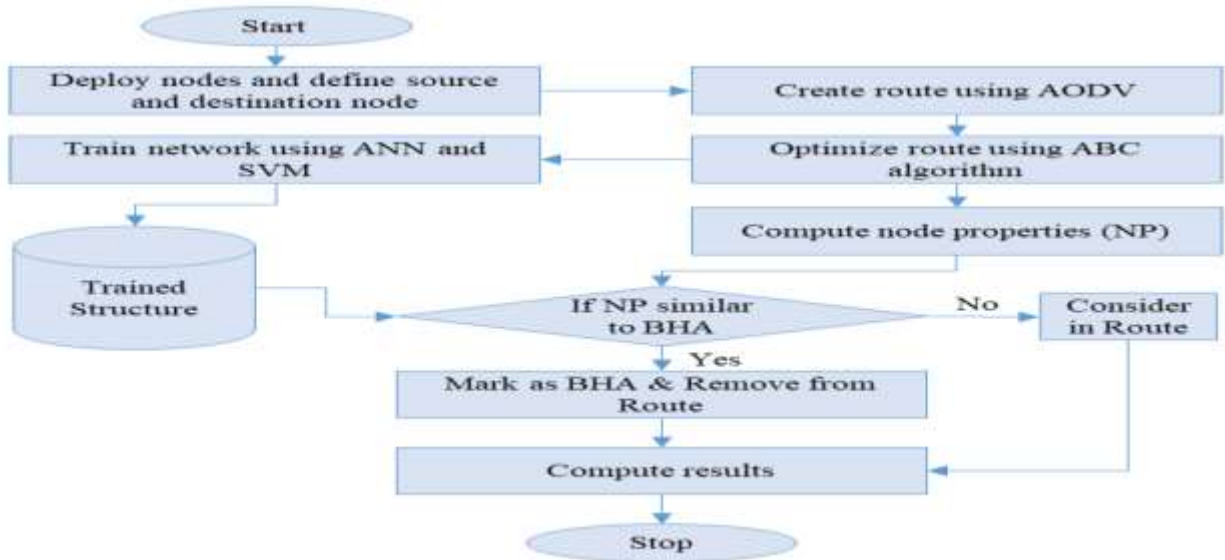 Start
Deploy nodes and define source
and destination node
Create route using AODV
Train network using ANN and
SVM
Optimize route using ABC
algorithm
Compute node properties (NP)
Trained
Structure
If NP similar
to BHA
No
Consider
in Route
Yes
Mark as BHA & Remove from
Route
Compute results
Stop